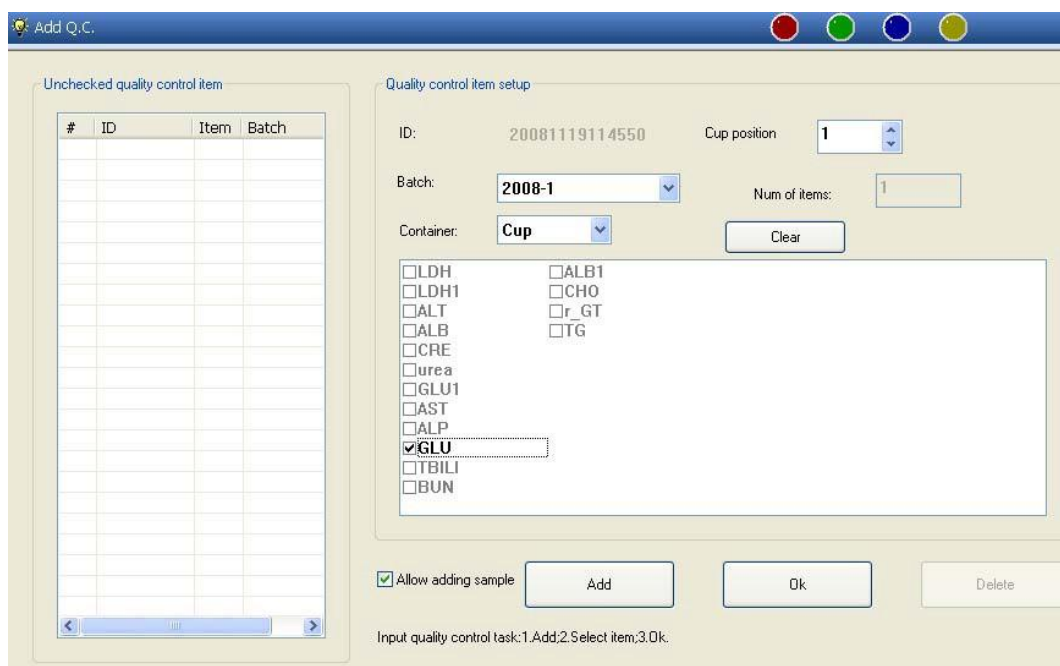 Add Q.C.
Unchecked quality control item
# ID Item Batch
Quality control item setup
ID: 20081119114550 Cup position 1
Batch: 2008-1 Num of items: 1
Container: Cup Clear
LDH ALB1
LDH1 CHO
ALT r_GT
ALB TG
CRE
urea
GLU1
AST
ALP
GLU
TBILI
BUN
Allow adding sample Add Ok Delete
Input quality control task:1.Add;2.Select item;3.Ok.